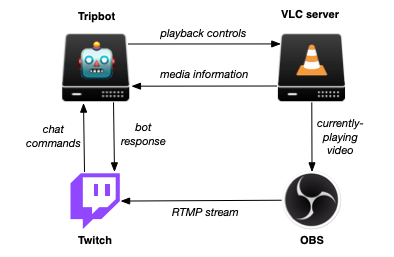 Tripbot
VLC server
playback controls
media information
chat
commands
bot
response
currently-
playing
video
RTMP stream
Twitch
OBS